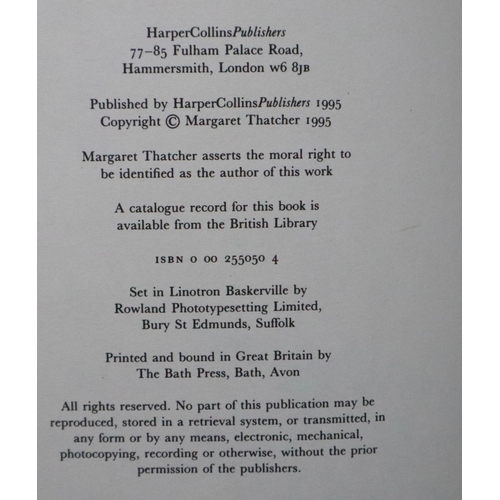 HarperCollinsPublishers
77–85 Fulham Palace Road,
Hammersmith, London W6 8JB
Published by HarperCollinsPublishers 1995
Copyright © Margaret Thatcher 1995
Margaret Thatcher asserts the moral right to
be identified as the author of this work
A catalogue record for this book is
available from the British Library
ISBN 0 00 255050 4
Set in Linotron Baskerville by
Rowland Phototypesetting Limited,
Bury St Edmunds, Suffolk
Printed and bound in Great Britain by
The Bath Press, Bath, Avon
All rights reserved. No part of this publication may be
reproduced, stored in a retrieval system, or transmitted, in
any form or by any means, electronic, mechanical,
photocopying, recording or otherwise, without the prior
permission of the publishers.